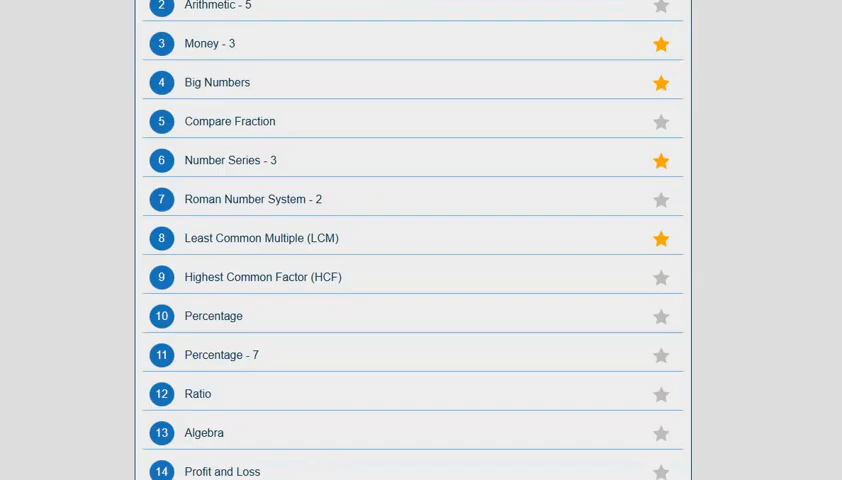 2 Arithmetic - 5
3 Money - 3
4 Big Numbers
5 Compare Fraction
6 Number Series - 3
7 Roman Number System - 2
8 Least Common Multiple (LCM)
9 Highest Common Factor (HCF)
10 Percentage
11 Percentage - 7
12 Ratio
13 Algebra
14 Profit and Loss